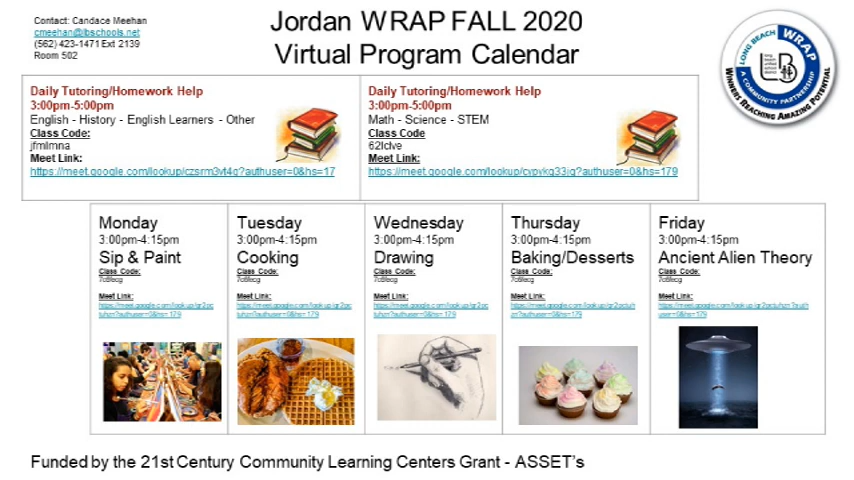 Contact: Candace Meehan
cmeehan@lbschools.net
(562) 423-1471 Ext 2139
Room 502
Jordan WRAP FALL 2020
Virtual Program Calendar
LONG BEACH WRAP
long beach unified school district
A COMMUNITY PARTNERSHIP
WINNERS REACHING AMAZING POTENTIAL
Daily Tutoring/Homework Help
3:00pm-5:00pm
English - History - English Learners - Other
Class Code:
jfmlmna
Meet Link:
https://meet.google.com/lookup/czsrm3vt4g?authuser=0&hs=17
Daily Tutoring/Homework Help
3:00pm-5:00pm
Math - Science - STEM
Class Code
62lclve
Meet Link:
https://meet.google.com/lookup/cvpvkg33jg?authuser=0&hs=179
Monday
3:00pm-4:15pm
Sip & Paint
Class Code:
Meet Link:
Tuesday
3:00pm-4:15pm
Cooking
Class Code:
Meet Link:
Wednesday
3:00pm-4:15pm
Drawing
Class Code:
Meet Link:
Thursday
3:00pm-4:15pm
Baking/Desserts
Class Code:
Meet Link:
Friday
3:00pm-4:15pm
Ancient Alien Theory
Class Code:
Meet Link:
Funded by the 21st Century Community Learning Centers Grant - ASSET's